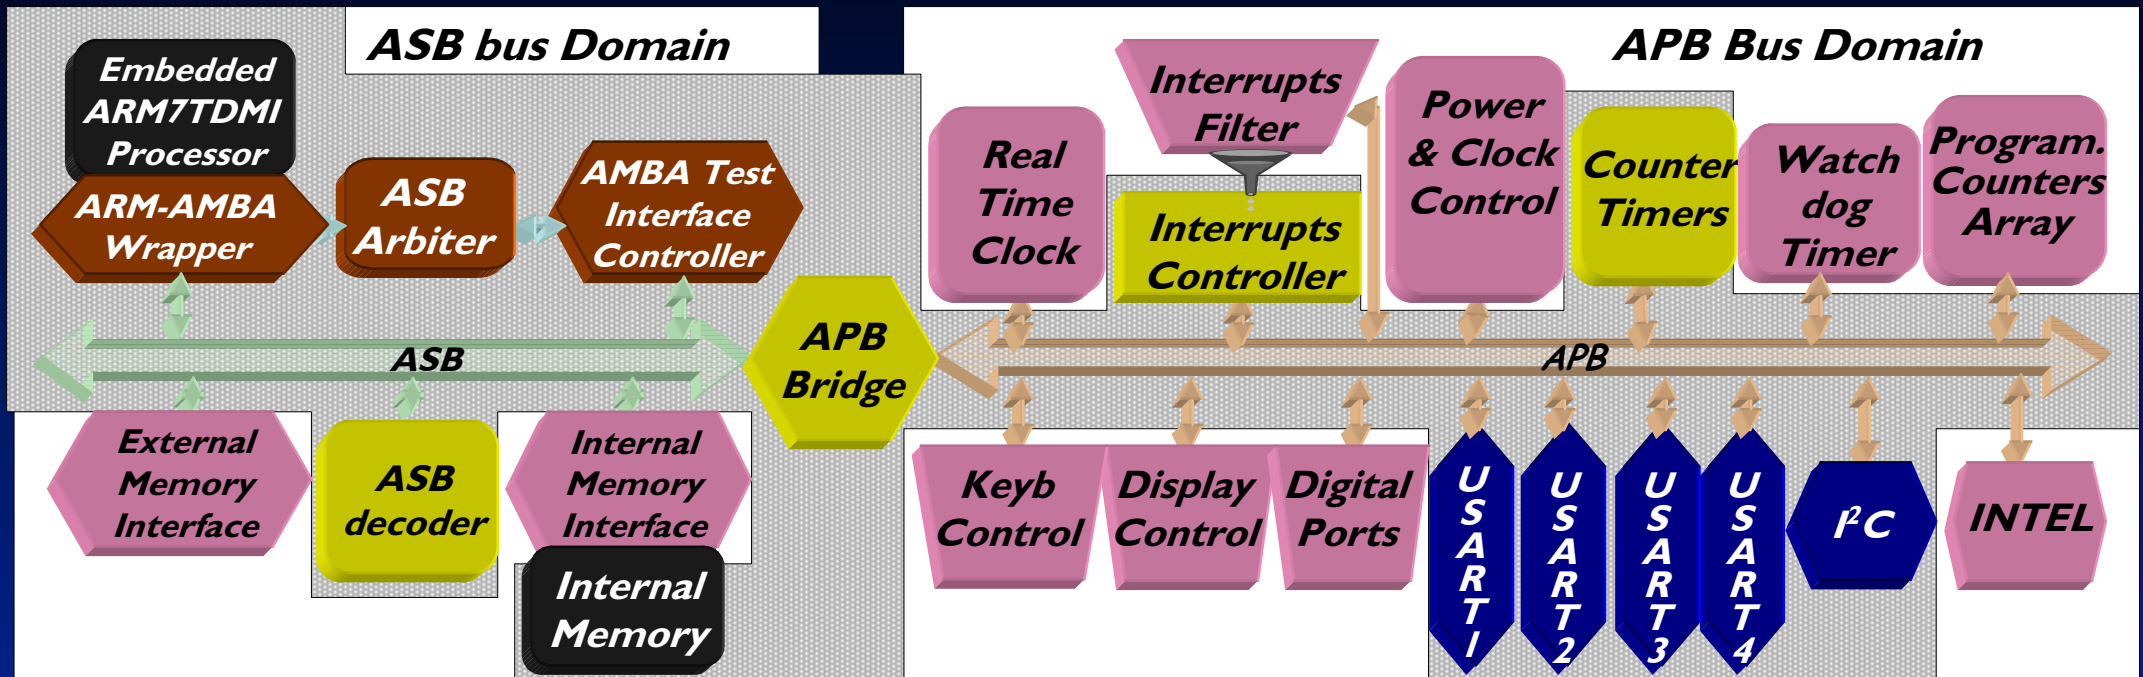 ASB bus Domain
APB Bus Domain
Embedded
ARM7TDMI
Processor
ARM-AMBA
Wrapper
ASB
Arbiter
AMBA Test
Interface
Controller
Real
Time
Clock
Interrupts
Filter
Interrupts
Controller
Power
& Clock
Control
Counter
Timers
Watch
dog
Timer
Program.
Counters
Array
ASB
APB
Bridge
APB
External
Memory
Interface
ASB
decoder
Internal
Memory
Interface
Internal
Memory
Keyb
Control
Display
Control
Digital
Ports
USART1
USART2
USART3
USART4
I²C
INTEL